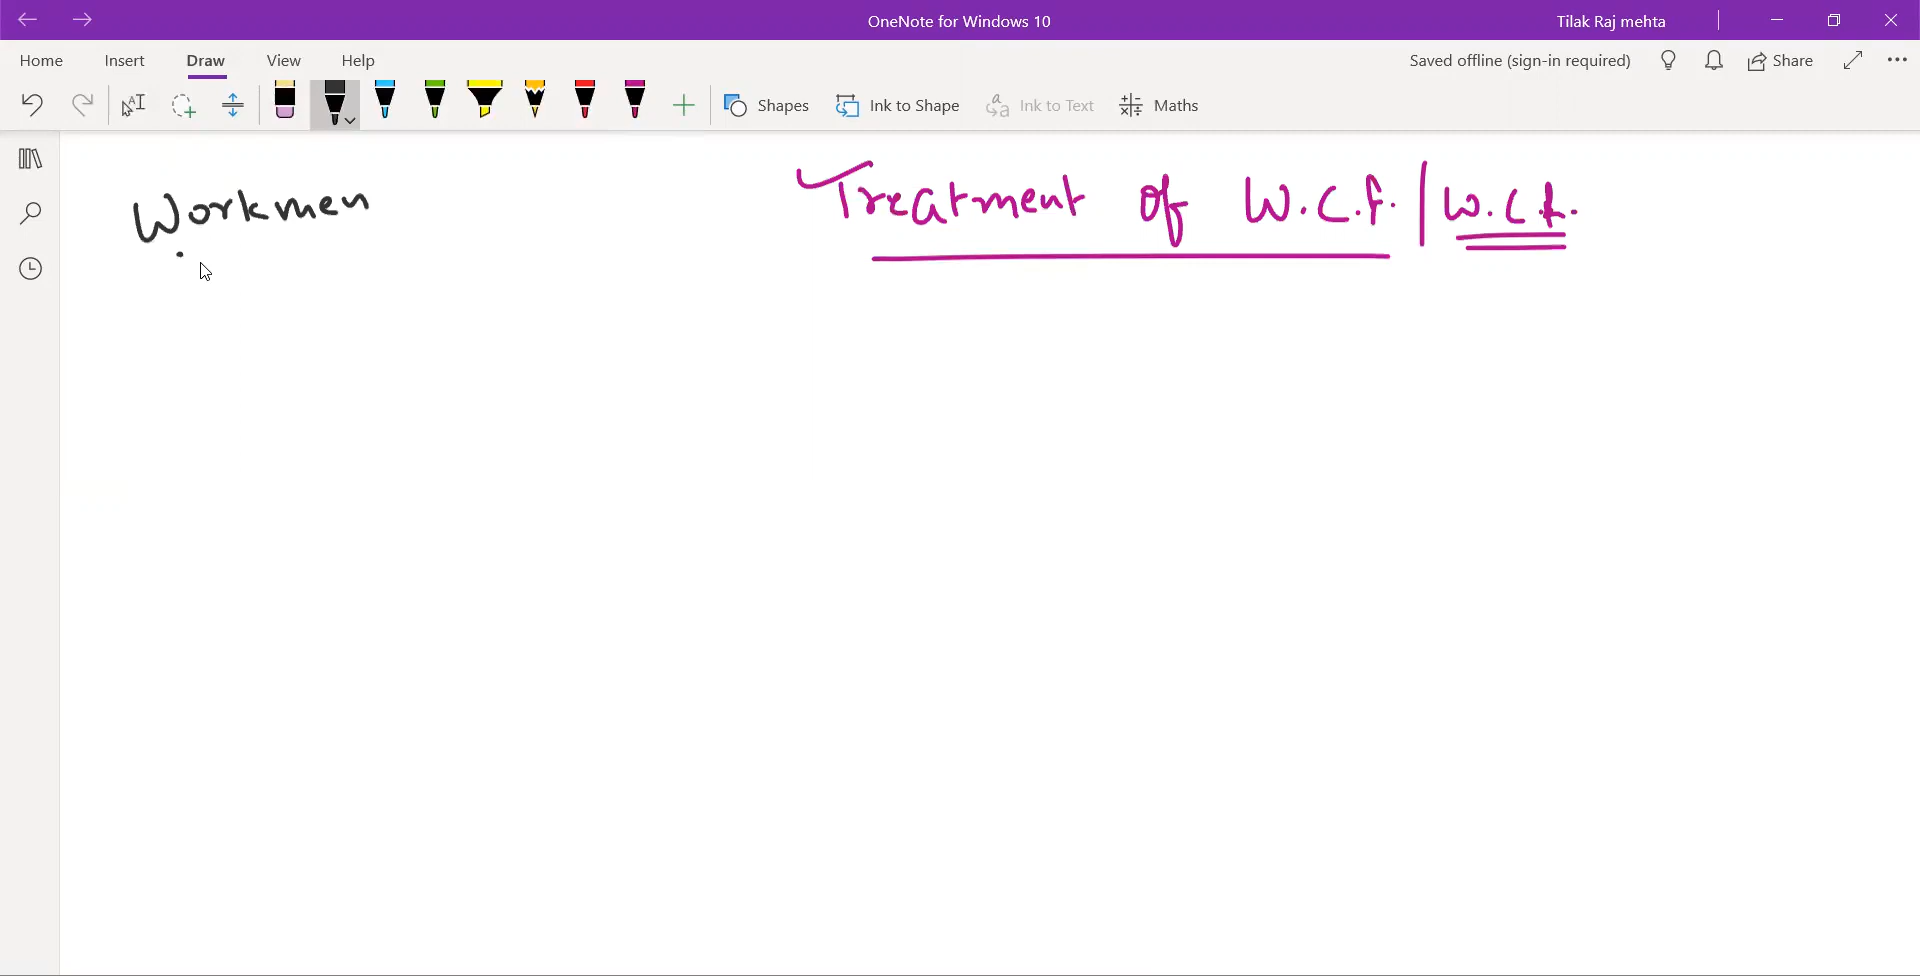 OneNote for Windows 10
Tilak Raj mehta
Home Insert Draw View Help
Saved offline (sign-in required) Share
Shapes Ink to Shape Ink to Text Maths
Workmen
Treatment of W.C.F. | W.C.R.